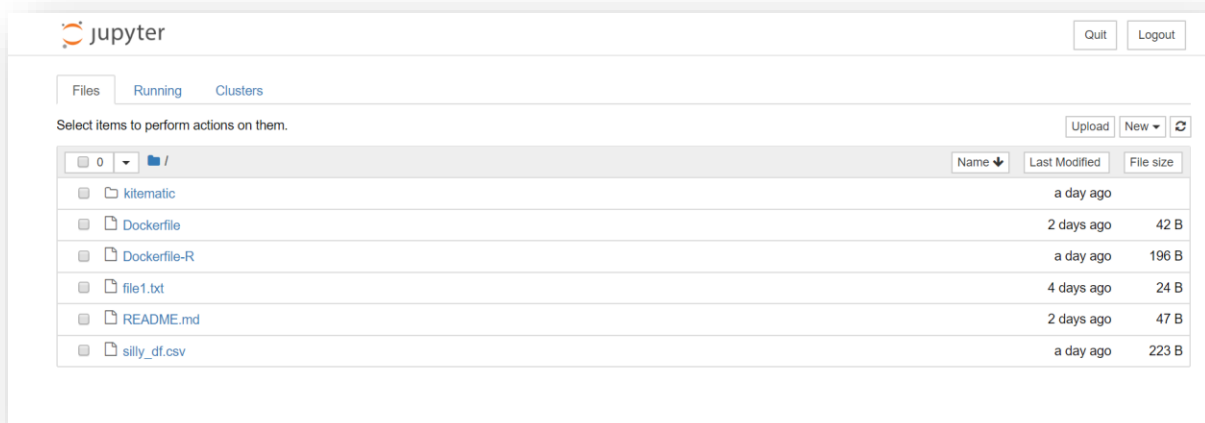 jupyter Quit Logout
Files Running Clusters
Select items to perform actions on them. Upload New
0 / Name Last Modified File size
kitematic a day ago
Dockerfile 2 days ago 42 B
Dockerfile-R a day ago 196 B
file1.txt 4 days ago 24 B
README.md 2 days ago 47 B
silly_df.csv a day ago 223 B